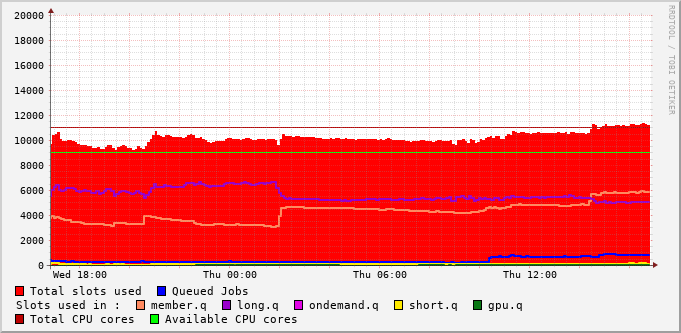 20000
18000
16000
14000
12000
10000
8000
6000
4000
2000
0
Wed 18:00 Thu 00:00 Thu 06:00 Thu 12:00
RRDTOOL / TOBI OETIKER
Total slots used Queued Jobs
Slots used in : member.q long.q ondemand.q short.q gpu.q
Total CPU cores Available CPU cores